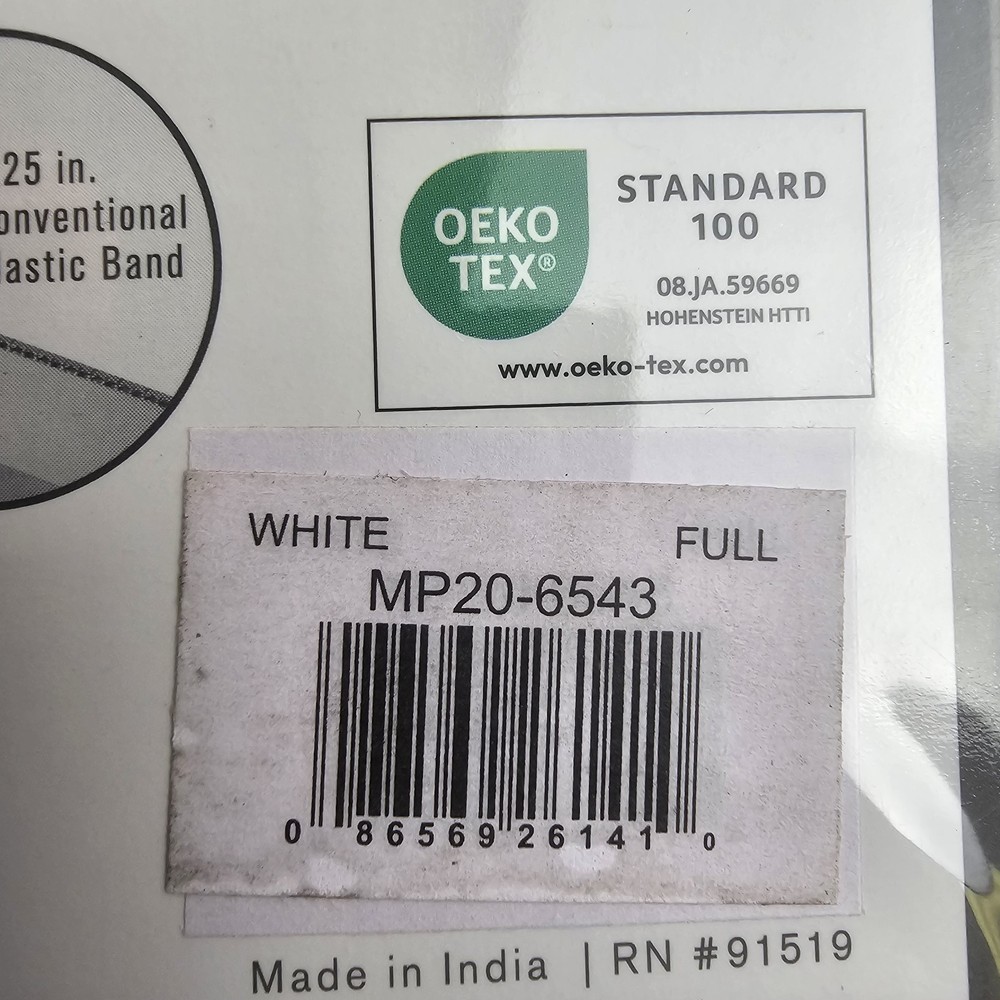 25 in.
onventional
lastic Band
OEKO
TEX®
STANDARD
100
08.JA.59669
HOHENSTEIN HTTI
www.oeko-tex.com
WHITE FULL
MP20-6543
0 86569 26141 0
Made in India | RN #91519